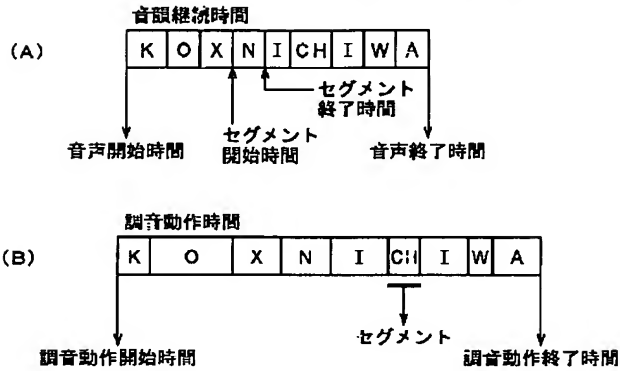 音韻継続時間
(A)
K O X N I CH I W A
セグメント
終了時間
セグメント
開始時間
音声開始時間
音声終了時間
調音動作時間
(B)
K O X N I CH I W A
セグメント
調音動作開始時間
調音動作終了時間